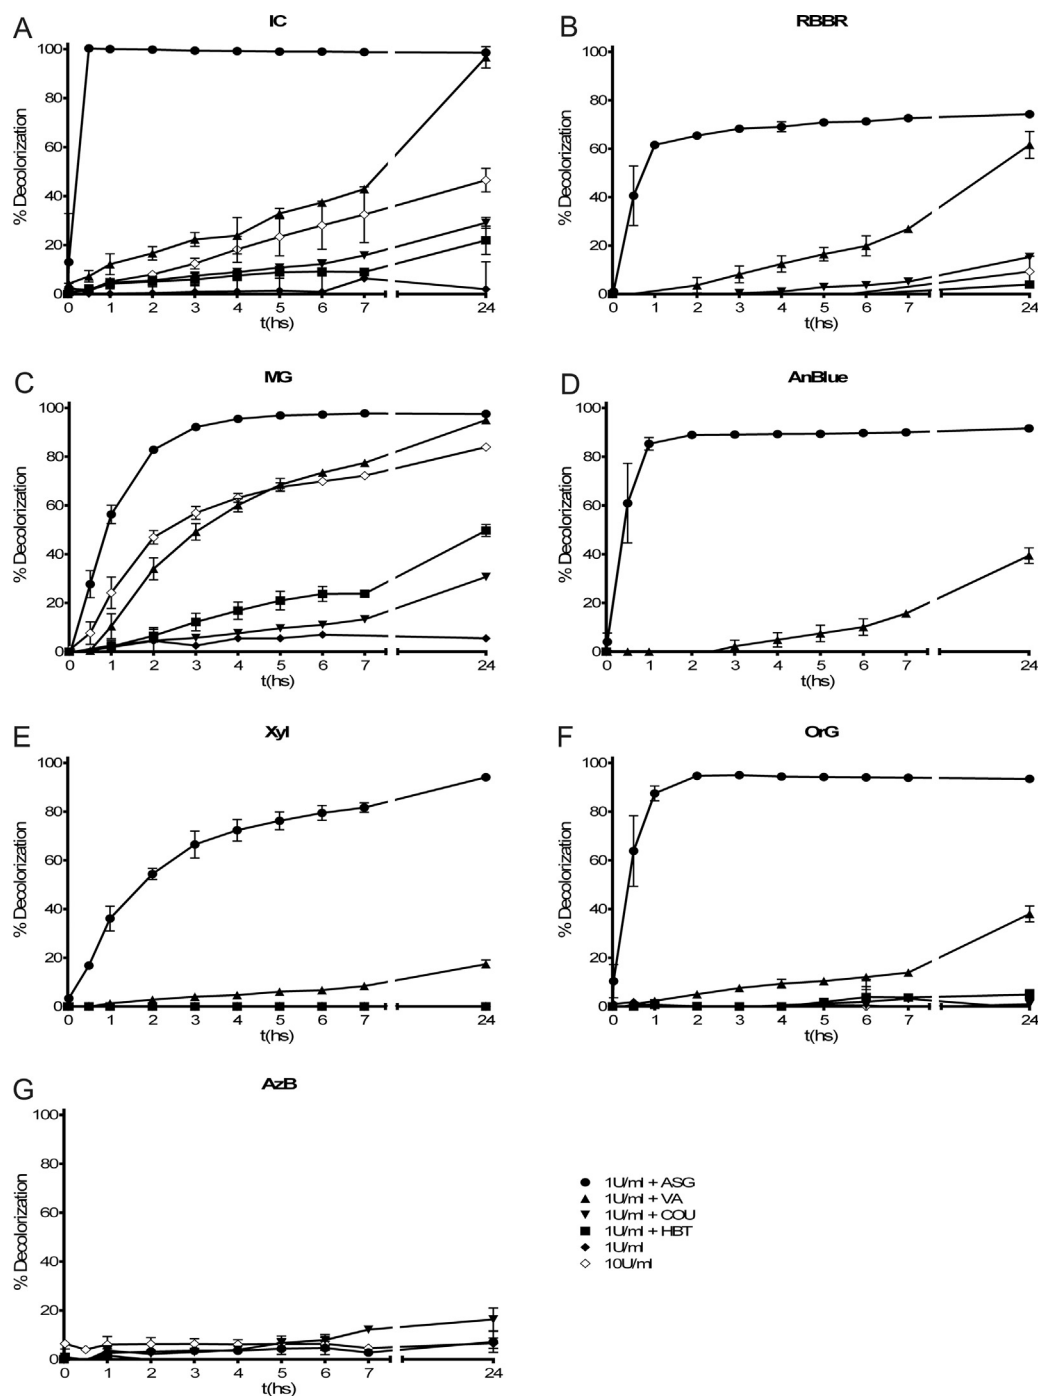 A
IC
% Decolorization
100
80
60
40
20
0
0 1 2 3 4 5 6 7 24
t(hs)
B
RBBR
% Decolorization
100
80
60
40
20
0
0 1 2 3 4 5 6 7 24
t(hs)
C
MG
% Decolorization
100
80
60
40
20
0
0 1 2 3 4 5 6 7 24
t(hs)
D
AnBlue
% Decolorization
100
80
60
40
20
0
0 1 2 3 4 5 6 7 24
t(hs)
E
Xyl
% Decolorization
100
80
60
40
20
0
0 1 2 3 4 5 6 7 24
t(hs)
F
OrG
% Decolorization
100
80
60
40
20
0
0 1 2 3 4 5 6 7 24
t(hs)
G
AzB
% Decolorization
100
80
60
40
20
0
0 1 2 3 4 5 6 7 24
t(hs)
1U/ml + ASG
1U/ml + VA
1U/ml + COU
1U/ml + HBT
1U/ml
10U/ml